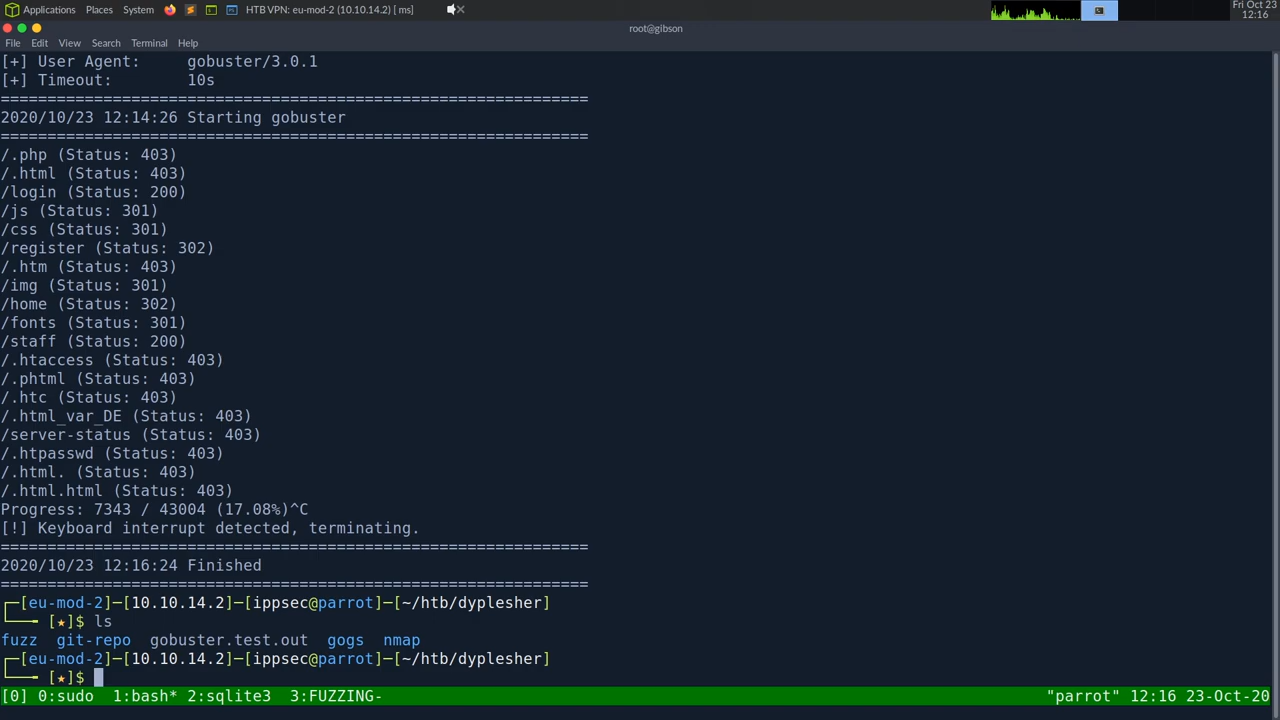 Applications Places System HTB VPN: eu-mod-2 (10.10.14.2) [ ms]
Fri Oct 23
12:16
root@gibson
File Edit View Search Terminal Help
[+] User Agent:     gobuster/3.0.1
[+] Timeout:        10s
===============================================================
2020/10/23 12:14:26 Starting gobuster
===============================================================
/.php (Status: 403)
/.html (Status: 403)
/login (Status: 200)
/js (Status: 301)
/css (Status: 301)
/register (Status: 302)
/.htm (Status: 403)
/img (Status: 301)
/home (Status: 302)
/fonts (Status: 301)
/staff (Status: 200)
/.htaccess (Status: 403)
/.phtml (Status: 403)
/.htc (Status: 403)
/.html_var_DE (Status: 403)
/server-status (Status: 403)
/.htpasswd (Status: 403)
/.html. (Status: 403)
/.html.html (Status: 403)
Progress: 7343 / 43004 (17.08%)^C
[!] Keyboard interrupt detected, terminating.
===============================================================
2020/10/23 12:16:24 Finished
===============================================================
┌─[eu-mod-2]─[10.10.14.2]─[ippsec@parrot]─[~/htb/dyplesher]
└──╼ [★]$ ls
fuzz  git-repo  gobuster.test.out  gogs  nmap
┌─[eu-mod-2]─[10.10.14.2]─[ippsec@parrot]─[~/htb/dyplesher]
└──╼ [★]$
[0] 0:sudo  1:bash* 2:sqlite3  3:FUZZING-  "parrot" 12:16 23-Oct-20